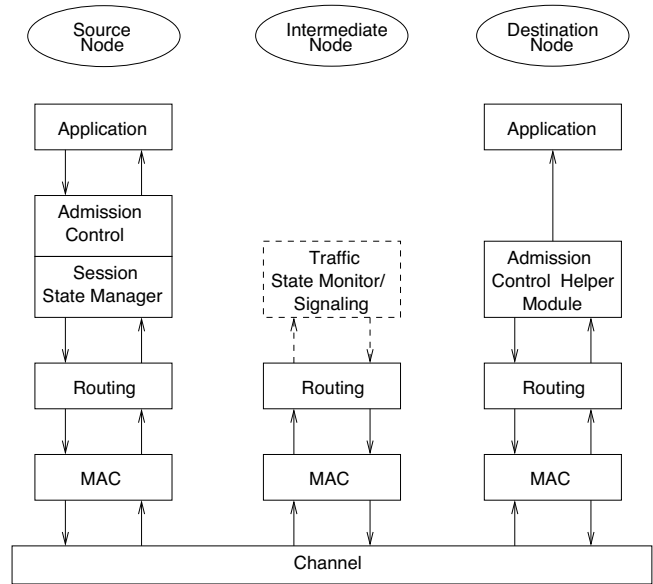 Source
Node
Intermediate
Node
Destination
Node
Application
Application
Admission
Control
Session
State Manager
Traffic
State Monitor/
Signaling
Admission
Control Helper
Module
Routing
Routing
Routing
MAC
MAC
MAC
Channel